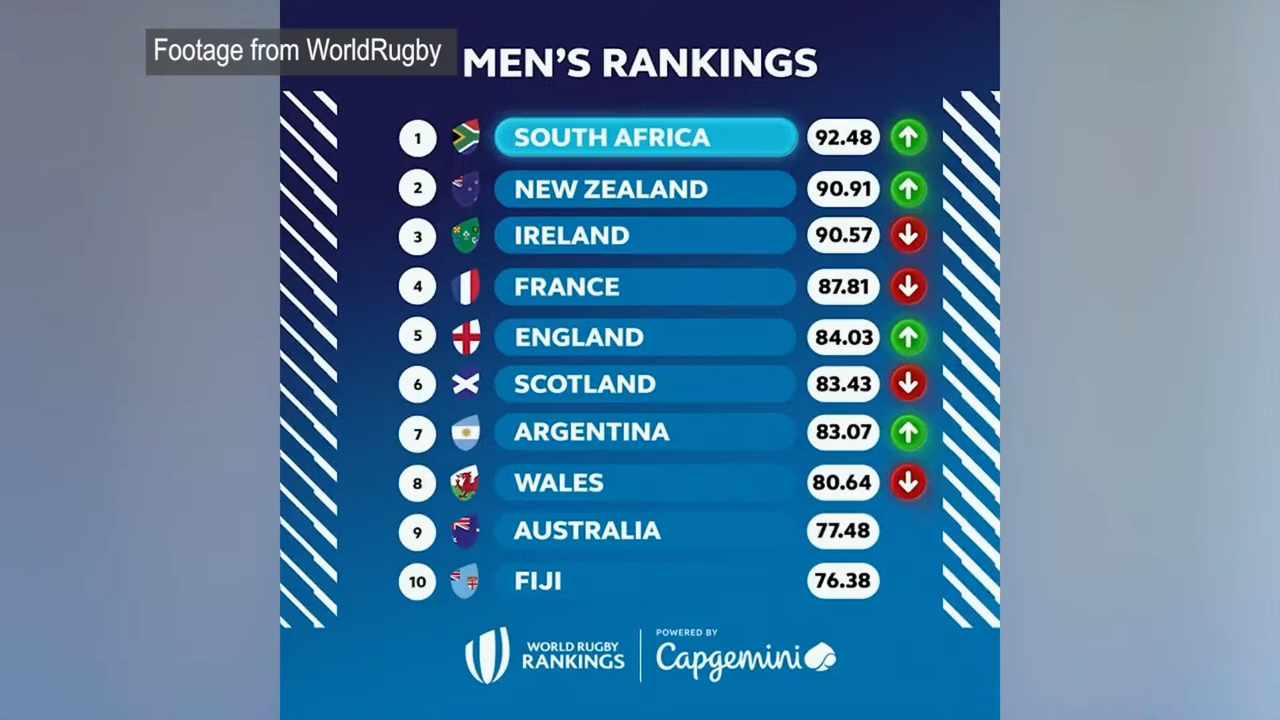 Footage from WorldRugby
MEN'S RANKINGS
1 SOUTH AFRICA 92.48
2 NEW ZEALAND 90.91
3 IRELAND 90.57
4 FRANCE 87.81
5 ENGLAND 84.03
6 SCOTLAND 83.43
7 ARGENTINA 83.07
8 WALES 80.64
9 AUSTRALIA 77.48
10 FIJI 76.38
WORLD RUGBY
RANKINGS
POWERED BY
Capgemini